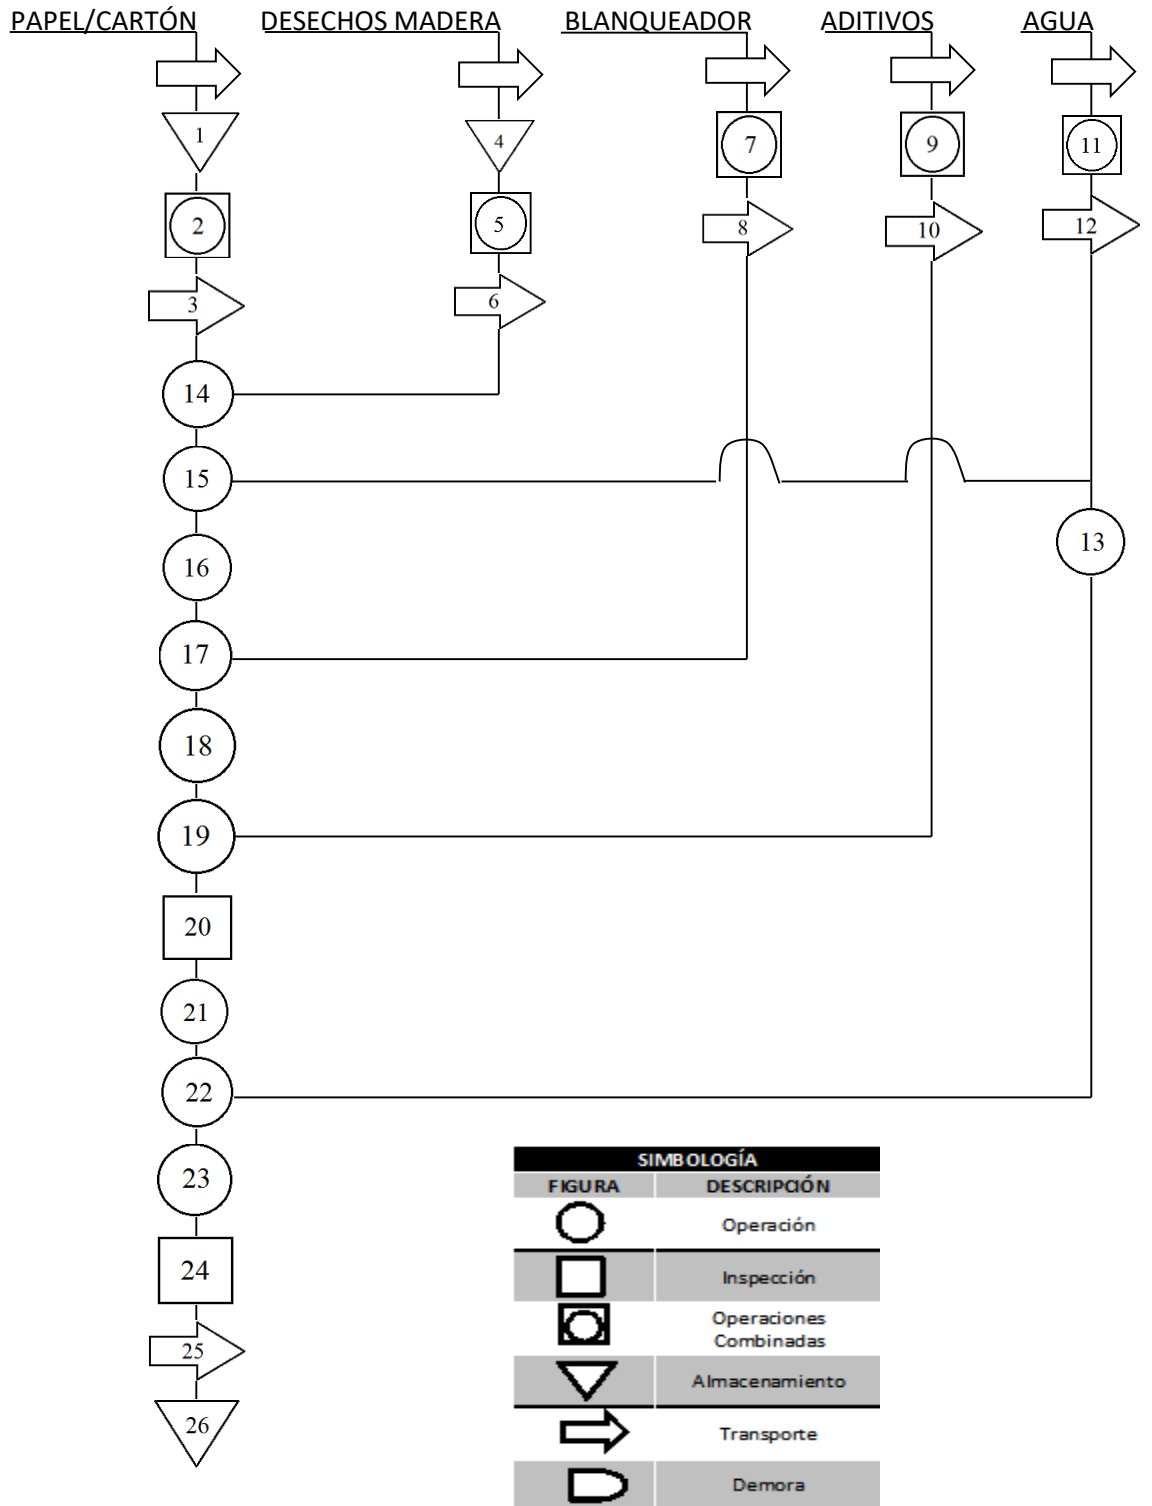 PAPEL/CARTÓN DESECHOS MADERA BLANQUEADOR ADITIVOS AGUA
1 4 7 9 11
2 5 8 10 12
3 6
14
15
13
16
17
18
19
20
21
22
23
24
25
26
SIMBOLOGÍA
FIGURA DESCRIPCIÓN
Operación
Inspección
Operaciones
Combinadas
Almacenamiento
Transporte
Demora